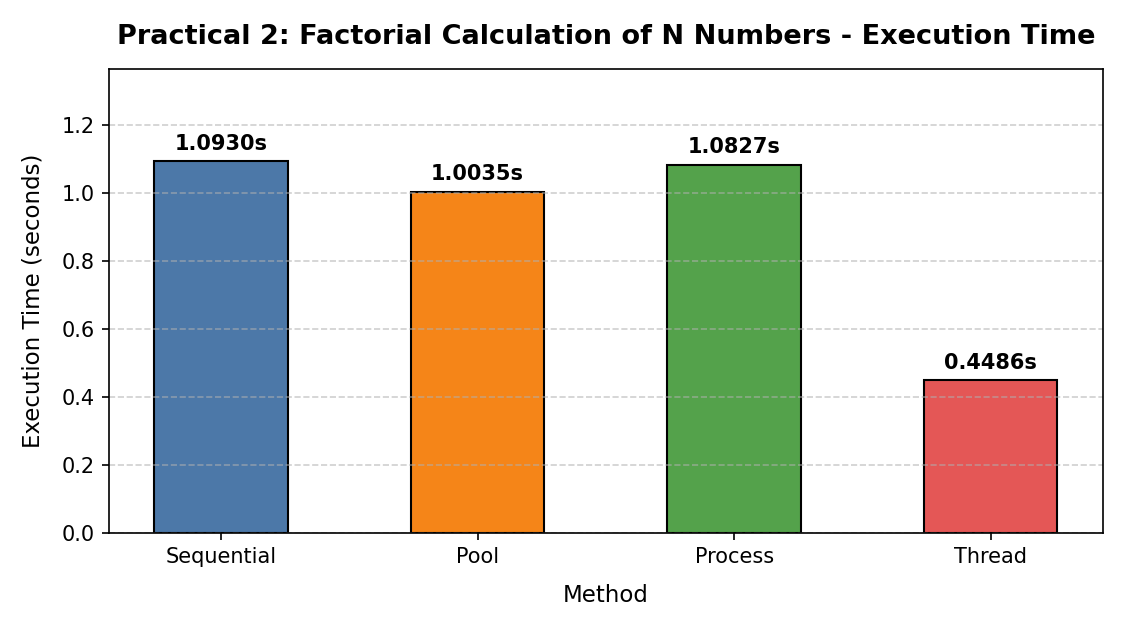 Practical 2: Factorial Calculation of N Numbers - Execution Time
Execution Time (seconds)
1.2
1.0
0.8
0.6
0.4
0.2
0.0
1.0930s
1.0035s
1.0827s
0.4486s
Sequential
Pool
Process
Thread
Method